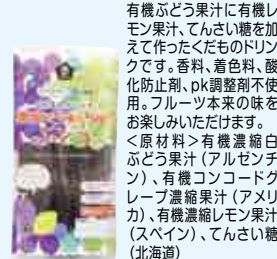 有機ぶどう果汁に有機レ
モン果汁、てんさい糖を加
えて作ったくだものドリン
クです。香料、着色料、酸
化防止剤、pk調整剤不使
用。フルーツ本来の味を
お楽しみいただけます。
<原材料>有機濃縮白
ぶどう果汁(アルゼンチ
ン)、有機コンコードグ
レープ濃縮果汁(アメリ
カ)、有機濃縮レモン果汁
(スペイン)、てんさい糖
(北海道)